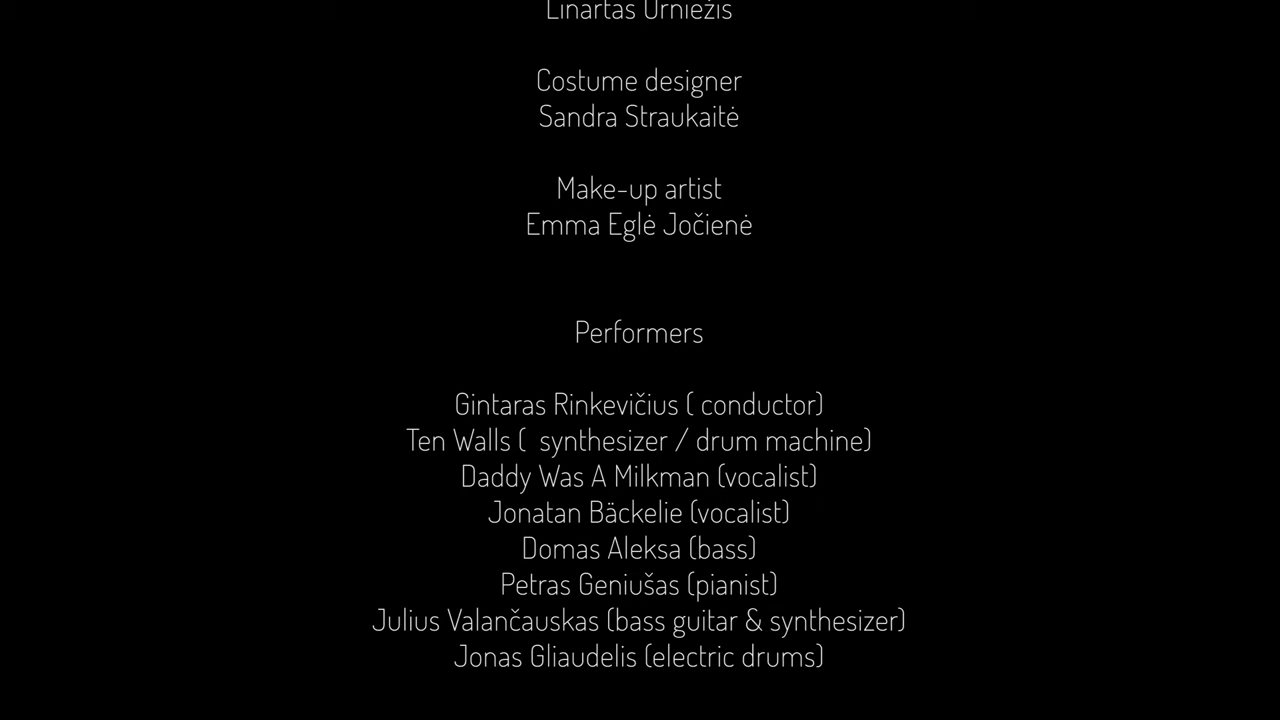 Linartas Urniežis
Costume designer
Sandra Straukaitė
Make-up artist
Emma Eglė Jočienė
Performers
Gintaras Rinkevičius ( conductor)
Ten Walls (  synthesizer / drum machine)
Daddy Was A Milkman (vocalist)
Jonatan Bäckelie (vocalist)
Domas Aleksa (bass)
Petras Geniušas (pianist)
Julius Valančauskas (bass guitar & synthesizer)
Jonas Gliaudelis (electric drums)